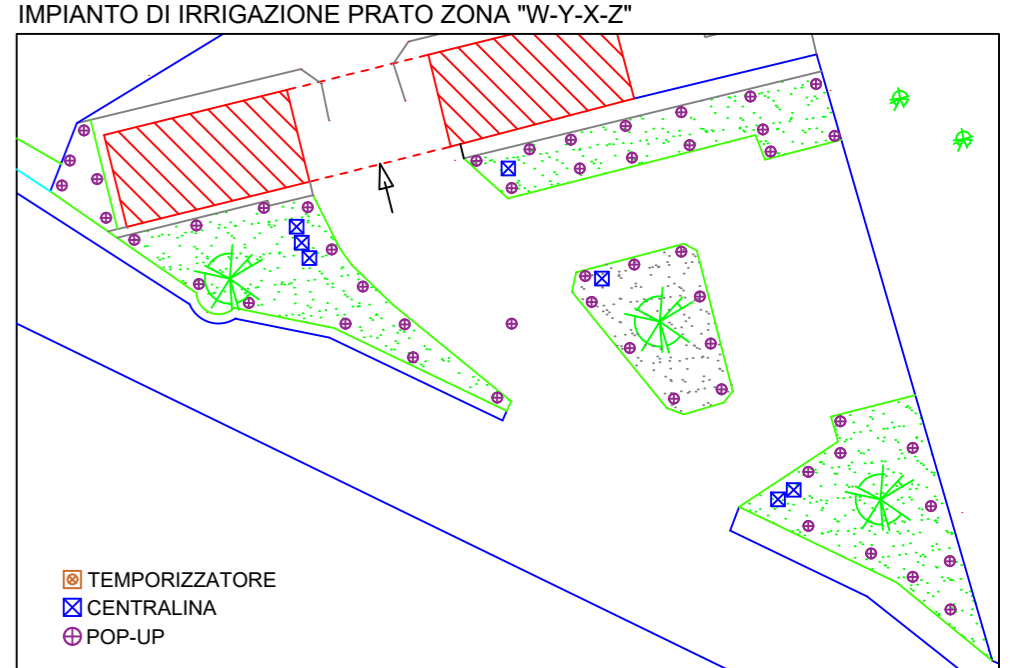 IMPIANTO DI IRRIGAZIONE PRATO ZONA "W-Y-X-Z"
TEMPORIZZATORE
CENTRALINA
POP-UP